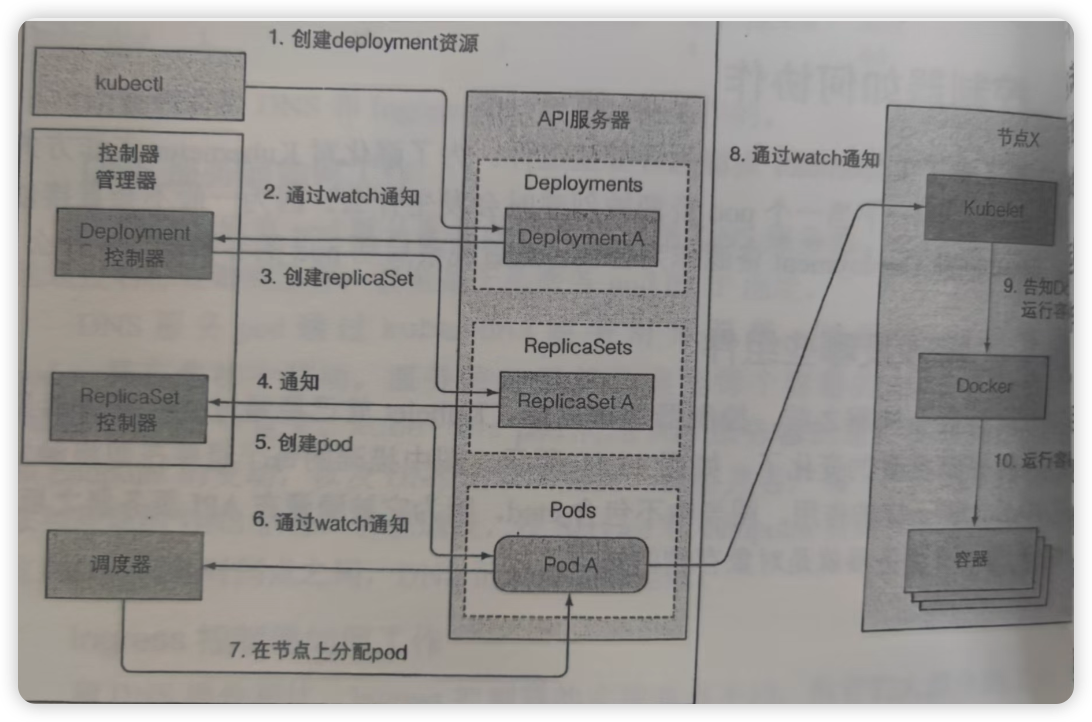 1. 创建deployment资源
kubectl
控制器
管理器
API服务器
节点X
8. 通过watch通知
Deployments
2. 通过watch通知
Kubelet
Deployment
控制器
Deployment A
3. 创建replicaSet
9. 告知Do
运行容
ReplicaSets
4. 通知
ReplicaSet
控制器
ReplicaSet A
Docker
5. 创建pod
10. 运行容
Pods
6. 通过watch通知
调度器
Pod A
容器
7. 在节点上分配pod